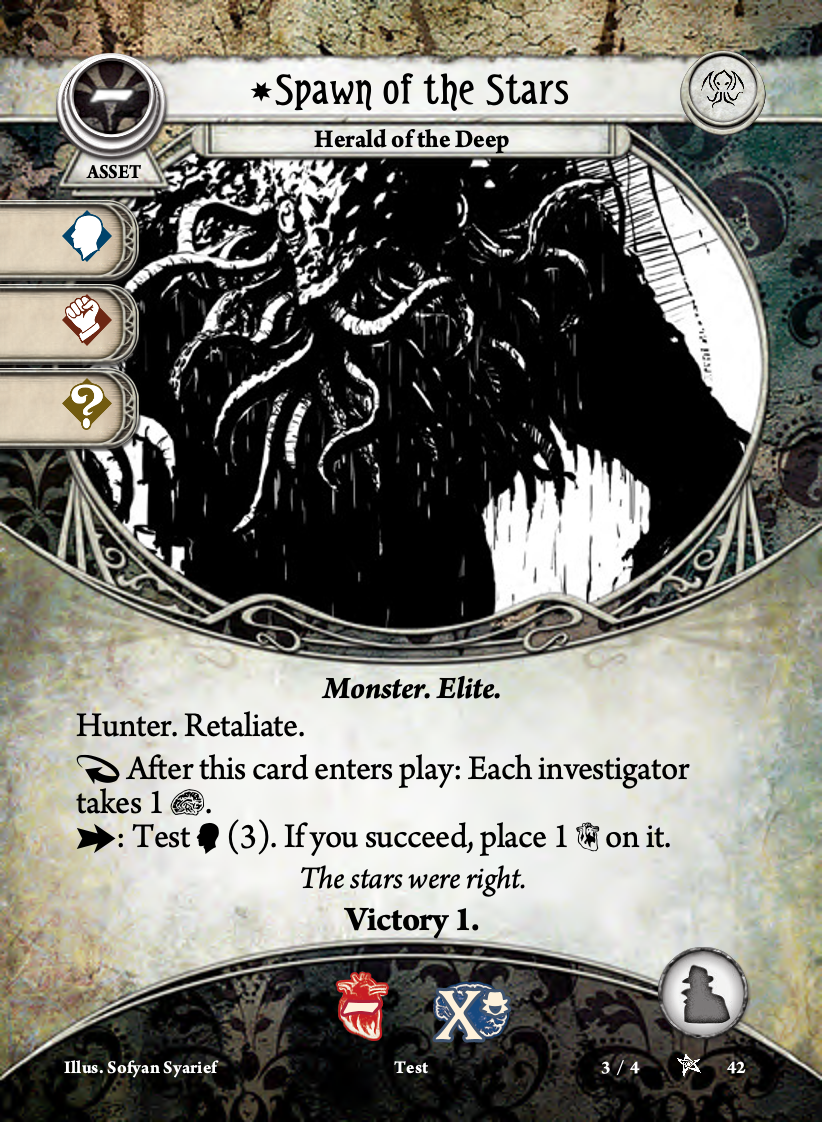 Spawn of the Stars
Herald of the Deep
ASSET
–
?
Monster. Elite.
Hunter. Retaliate.
After this card enters play: Each investigator
takes 1 .
: Test (3). If you succeed, place 1 on it.
The stars were right.
Victory 1.
– X
Illus. Sofyan Syarief Test 3 / 4 42